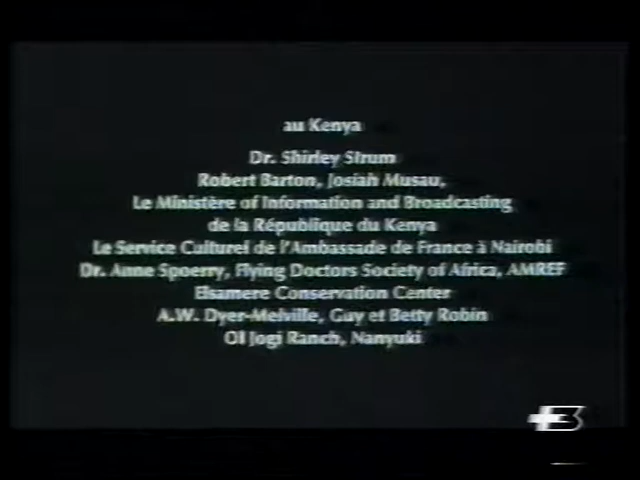 au Kenya
Dr. Shirley Strum
Robert Barton, Josiah Musau,
Le Ministère of Information and Broadcasting
de la République du Kenya
Le Service Culturel de l'Ambassade de France à Nairobi
Dr. Anne Spoerry, Flying Doctors Society of Africa, AMREF
Elsamere Conservation Center
A.W. Dyer-Melville, Guy et Betty Robin
Ol Jogi Ranch, Nanyuki
+3